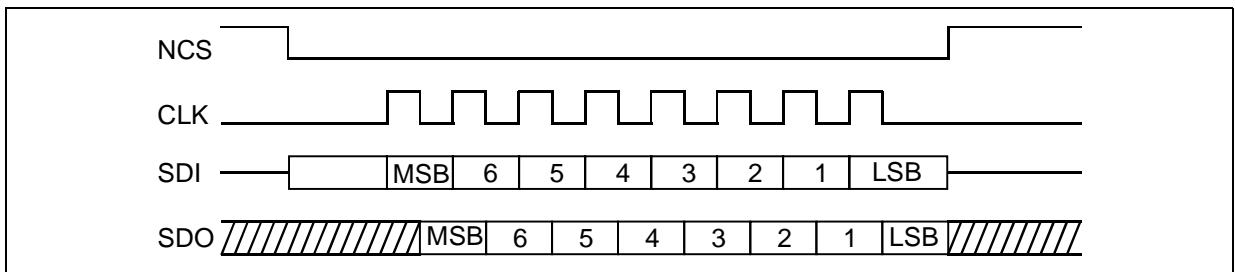 NCS
CLK
SDI MSB 6 5 4 3 2 1 LSB
SDO MSB 6 5 4 3 2 1 LSB